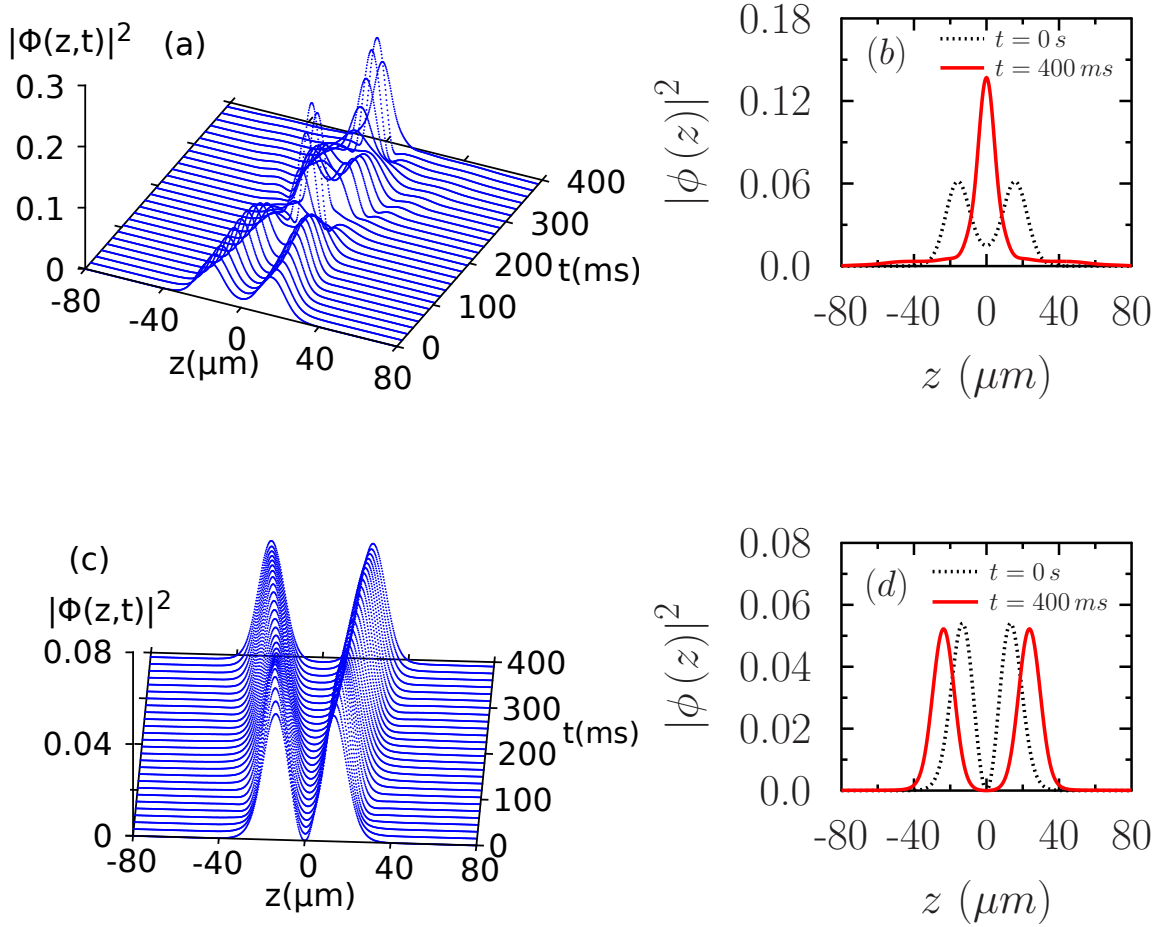 |Φ(z,t)|² (a)
0.3
0.2
0.1
0
-80
-40
0
40
80
z(μm)
0
100
200
300
400
t(ms)
|ϕ(z)|²
0.18
0.12
0.06
0.0
(b)
t = 0 s
t = 400 ms
-80 -40 0 40 80
z (μm)
(c)
|Φ(z,t)|²
0.08
0.04
0
-80 -40 0 40 80
z(μm)
400
300
200
100
0
t(ms)
|ϕ(z)|²
0.08
0.06
0.04
0.02
0.0
(d)
t = 0 s
t = 400 ms
-80 -40 0 40 80
z (μm)